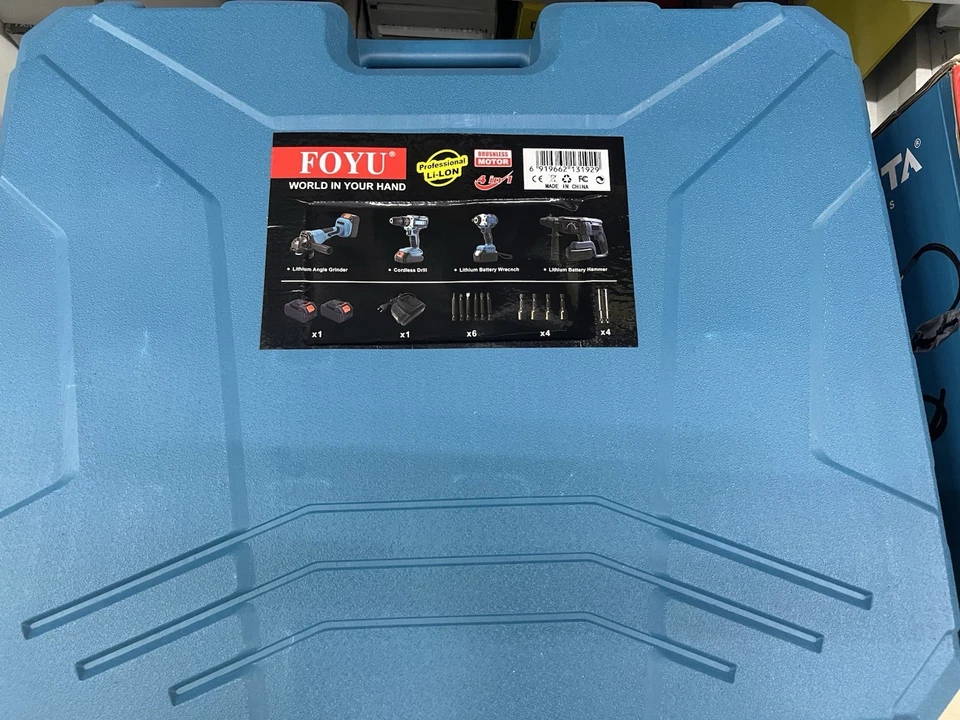 FOYU®
WORLD IN YOUR HAND
Professional
Li-LON
BRUSHLESS
MOTOR
4 in 1
6 919662 131929
CE FC
MADE IN CHINA
• Lithium Angle Grinder
• Cordless Drill
• Lithium Battery Wrecnch
• Lithium Battery Hammer
x1
x1
x6
x4
x4
TA®
S